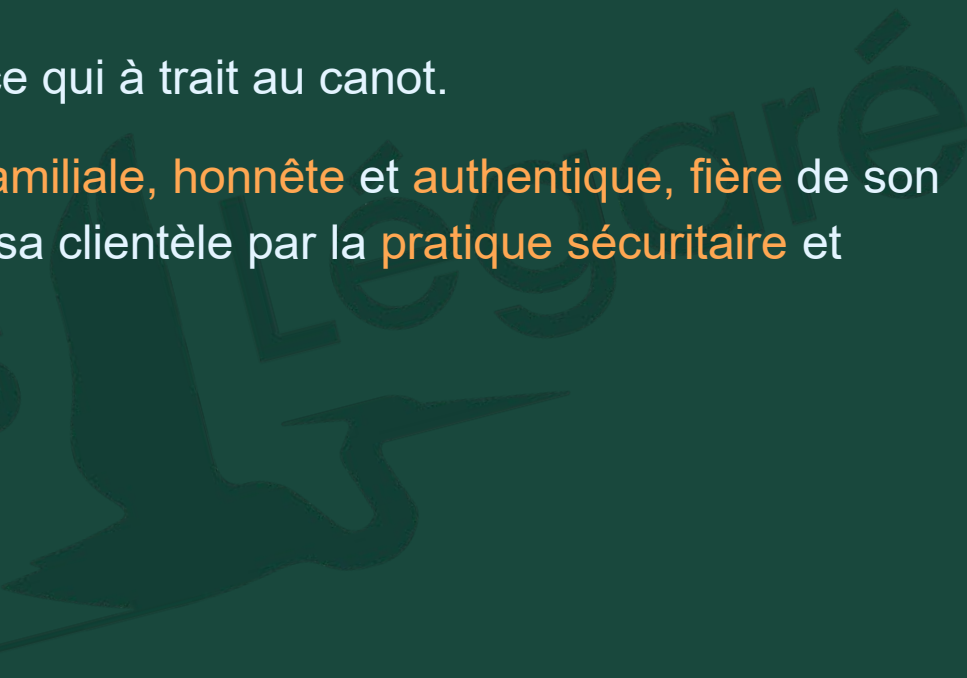 ce qui à trait au canot.
amiliale, honnête et authentique, fière de son
sa clientèle par la pratique sécuritaire et
Légaré